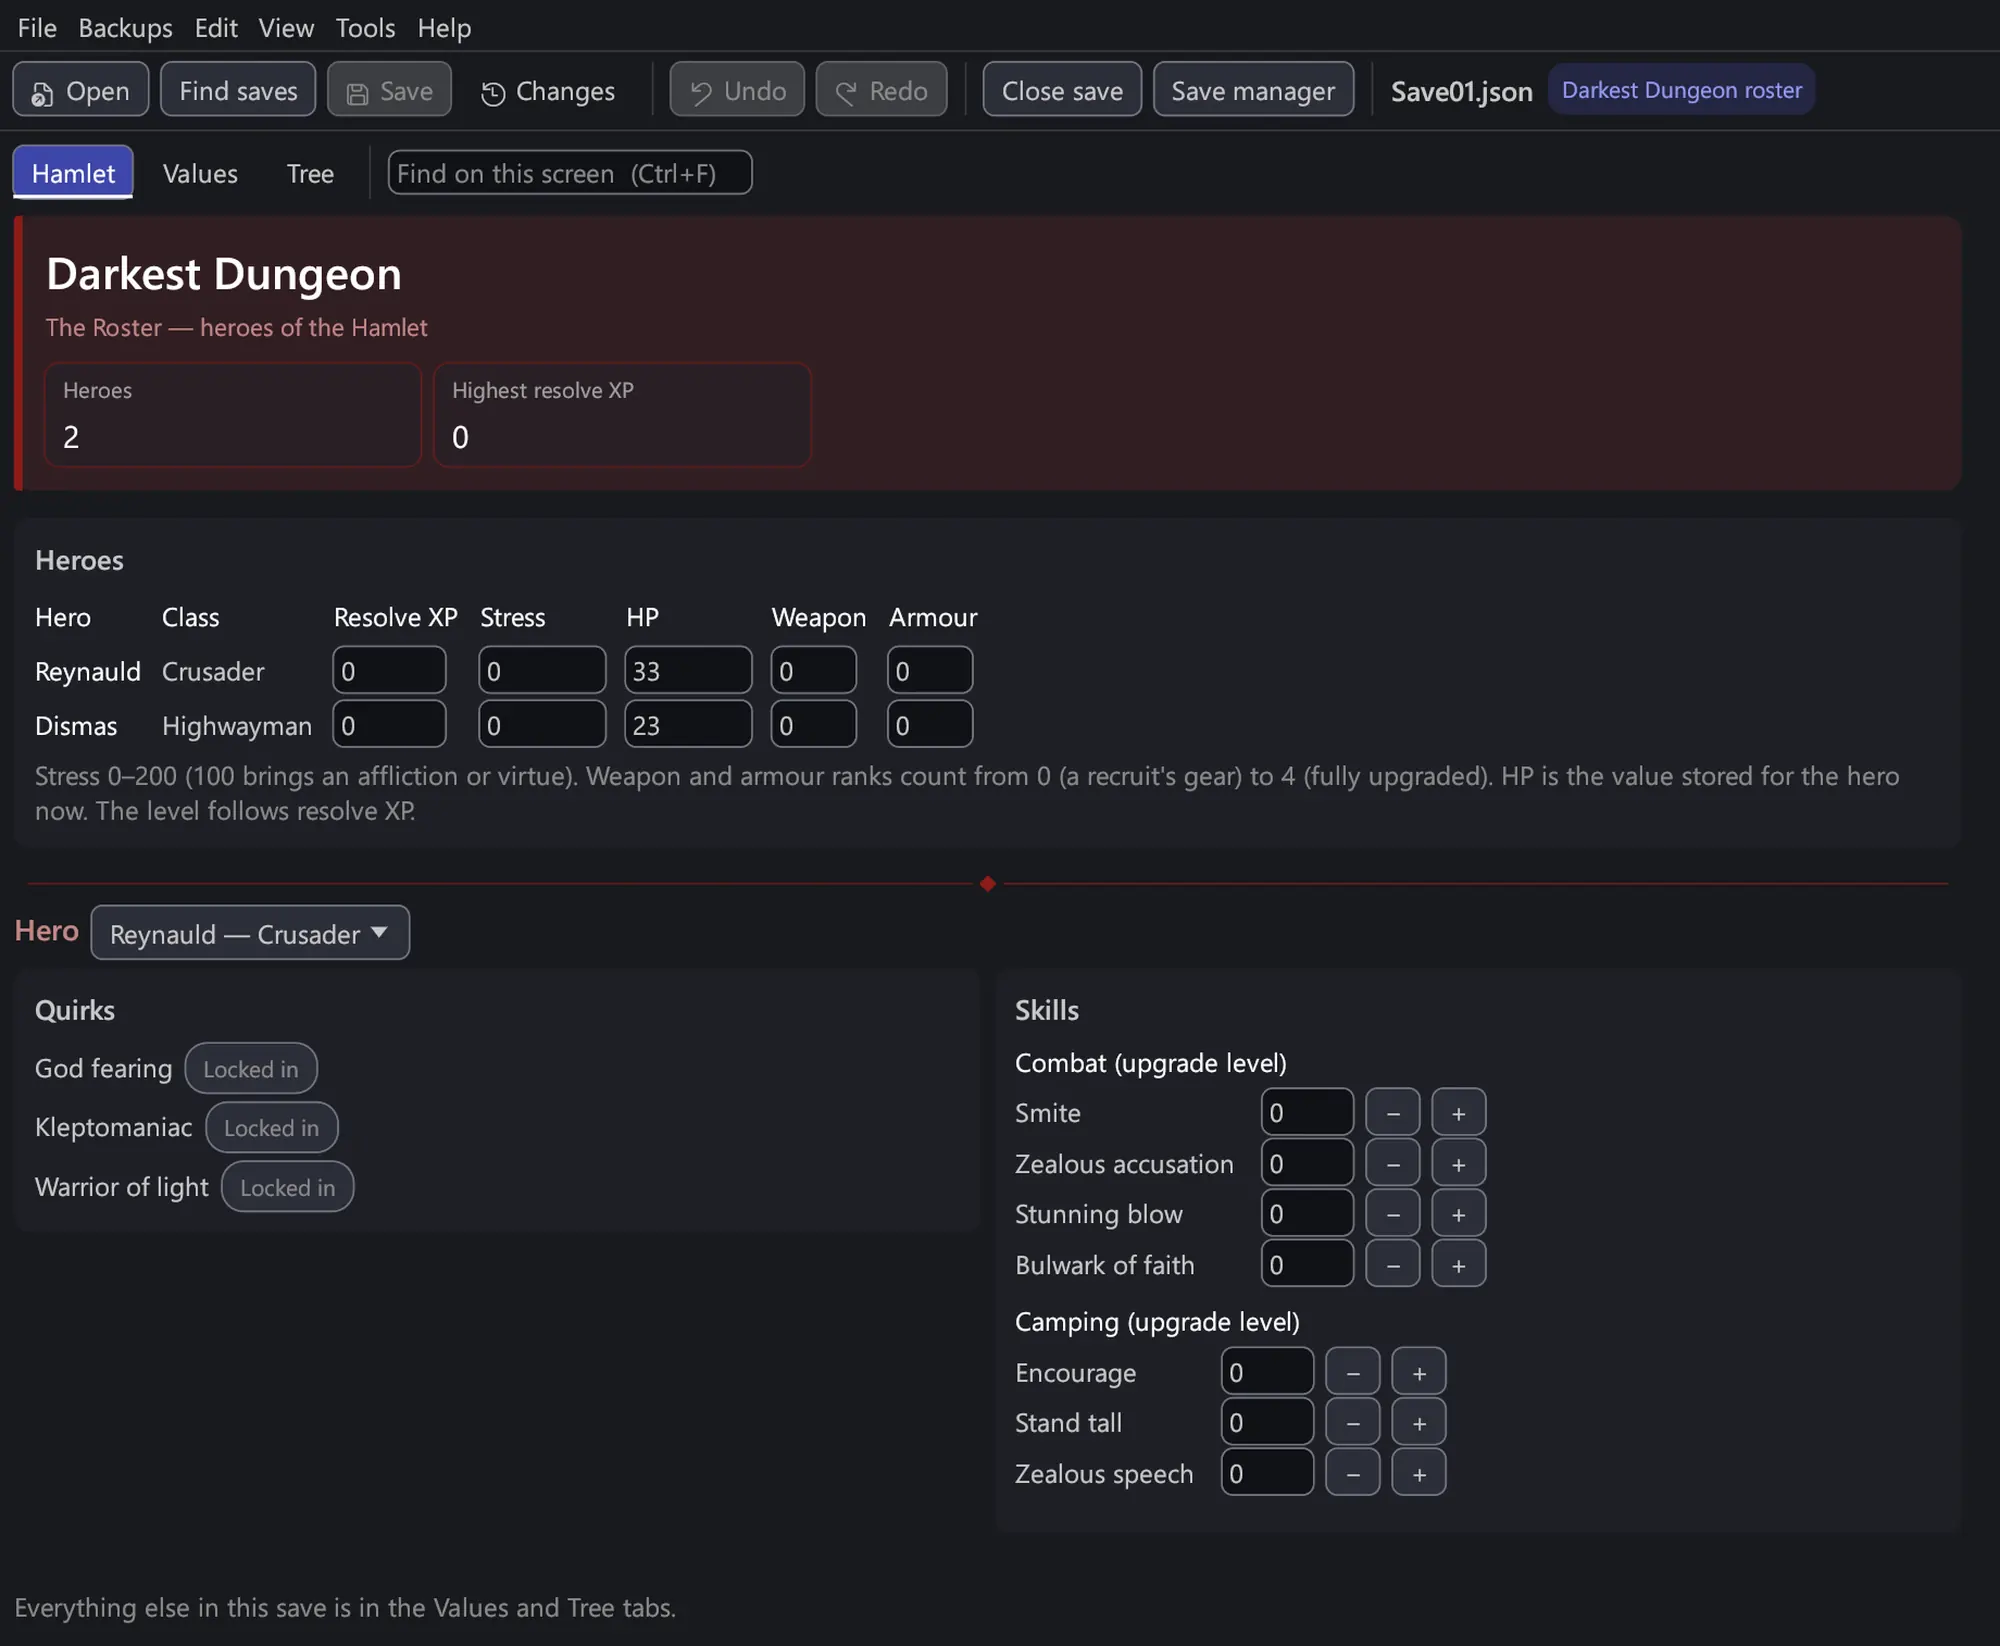 File Backups Edit View Tools Help
Open Find saves Save Changes Undo Redo Close save Save manager Save01.json Darkest Dungeon roster
Hamlet Values Tree Find on this screen (Ctrl+F)
Darkest Dungeon
The Roster — heroes of the Hamlet
Heroes Highest resolve XP
2 0
Heroes
Hero Class Resolve XP Stress HP Weapon Armour
Reynauld Crusader 0 0 33 0 0
Dismas Highwayman 0 0 23 0 0
Stress 0–200 (100 brings an affliction or virtue). Weapon and armour ranks count from 0 (a recruit's gear) to 4 (fully upgraded). HP is the value stored for the hero
now. The level follows resolve XP.
Hero Reynauld — Crusader
Quirks
God fearing Locked in
Kleptomaniac Locked in
Warrior of light Locked in
Skills
Combat (upgrade level)
Smite 0 – +
Zealous accusation 0 – +
Stunning blow 0 – +
Bulwark of faith 0 – +
Camping (upgrade level)
Encourage 0 – +
Stand tall 0 – +
Zealous speech 0 – +
Everything else in this save is in the Values and Tree tabs.